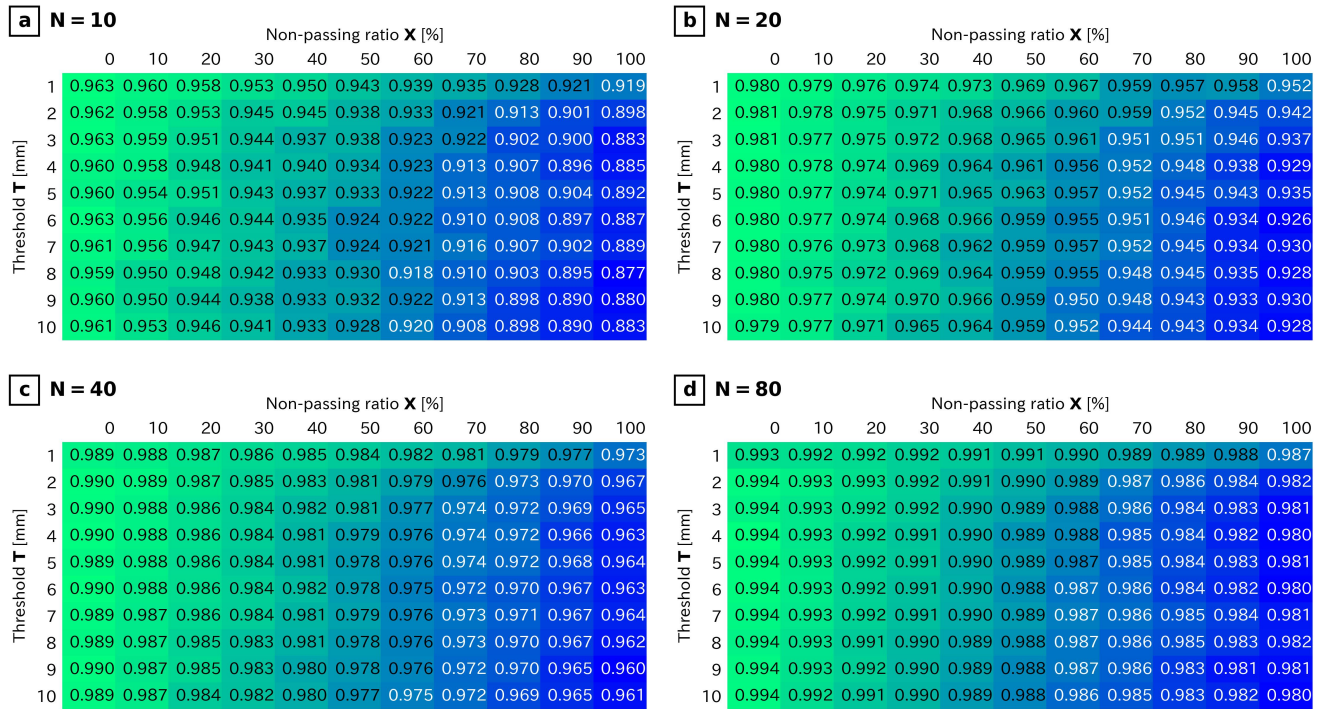 a N = 10
Non-passing ratio X [%]
0 10 20 30 40 50 60 70 80 90 100
Threshold T [mm]
1 0.963 0.960 0.958 0.953 0.950 0.943 0.939 0.935 0.928 0.921 0.919
2 0.962 0.958 0.953 0.945 0.945 0.938 0.933 0.921 0.913 0.901 0.898
3 0.963 0.959 0.951 0.944 0.937 0.938 0.923 0.922 0.902 0.900 0.883
4 0.960 0.958 0.948 0.941 0.940 0.934 0.923 0.913 0.907 0.896 0.885
5 0.960 0.954 0.951 0.943 0.937 0.933 0.922 0.913 0.908 0.904 0.892
6 0.963 0.956 0.946 0.944 0.935 0.924 0.922 0.910 0.908 0.897 0.887
7 0.961 0.956 0.947 0.943 0.937 0.924 0.921 0.916 0.907 0.902 0.889
8 0.959 0.950 0.948 0.942 0.933 0.930 0.918 0.910 0.903 0.895 0.877
9 0.960 0.950 0.944 0.938 0.933 0.932 0.922 0.913 0.898 0.890 0.880
10 0.961 0.953 0.946 0.941 0.933 0.928 0.920 0.908 0.898 0.890 0.883
b N = 20
Non-passing ratio X [%]
0 10 20 30 40 50 60 70 80 90 100
Threshold T [mm]
1 0.980 0.979 0.976 0.974 0.973 0.969 0.967 0.959 0.957 0.958 0.952
2 0.981 0.978 0.975 0.971 0.968 0.966 0.960 0.959 0.952 0.945 0.942
3 0.981 0.977 0.975 0.972 0.968 0.965 0.961 0.951 0.951 0.946 0.937
4 0.980 0.978 0.974 0.969 0.964 0.961 0.956 0.952 0.948 0.938 0.929
5 0.980 0.977 0.974 0.971 0.965 0.963 0.957 0.952 0.945 0.943 0.935
6 0.980 0.977 0.974 0.968 0.966 0.959 0.955 0.951 0.946 0.934 0.926
7 0.980 0.976 0.973 0.968 0.962 0.959 0.957 0.952 0.945 0.934 0.930
8 0.980 0.975 0.972 0.969 0.964 0.959 0.955 0.948 0.945 0.935 0.928
9 0.980 0.977 0.974 0.970 0.966 0.959 0.950 0.948 0.943 0.933 0.930
10 0.979 0.977 0.971 0.965 0.964 0.959 0.952 0.944 0.943 0.934 0.928
c N = 40
Non-passing ratio X [%]
0 10 20 30 40 50 60 70 80 90 100
Threshold T [mm]
1 0.989 0.988 0.987 0.986 0.985 0.984 0.982 0.981 0.979 0.977 0.973
2 0.990 0.989 0.987 0.985 0.983 0.981 0.979 0.976 0.973 0.970 0.967
3 0.990 0.988 0.986 0.984 0.982 0.981 0.977 0.974 0.972 0.969 0.965
4 0.990 0.988 0.986 0.984 0.981 0.979 0.976 0.974 0.972 0.966 0.963
5 0.989 0.988 0.986 0.984 0.981 0.978 0.976 0.974 0.972 0.968 0.964
6 0.990 0.988 0.986 0.984 0.982 0.978 0.975 0.972 0.970 0.967 0.963
7 0.989 0.987 0.986 0.984 0.981 0.979 0.976 0.973 0.971 0.967 0.964
8 0.989 0.987 0.985 0.983 0.981 0.978 0.976 0.973 0.970 0.967 0.962
9 0.990 0.987 0.985 0.983 0.980 0.978 0.976 0.972 0.970 0.965 0.960
10 0.989 0.987 0.984 0.982 0.980 0.977 0.975 0.972 0.969 0.965 0.961
d N = 80
Non-passing ratio X [%]
0 10 20 30 40 50 60 70 80 90 100
Threshold T [mm]
1 0.993 0.992 0.992 0.992 0.991 0.991 0.990 0.989 0.989 0.988 0.987
2 0.994 0.993 0.993 0.992 0.991 0.990 0.989 0.987 0.986 0.984 0.982
3 0.994 0.993 0.992 0.992 0.990 0.989 0.988 0.986 0.984 0.983 0.981
4 0.994 0.993 0.992 0.991 0.990 0.989 0.988 0.985 0.984 0.982 0.980
5 0.994 0.993 0.992 0.991 0.990 0.989 0.987 0.985 0.984 0.983 0.981
6 0.994 0.993 0.992 0.991 0.990 0.988 0.987 0.986 0.984 0.982 0.980
7 0.994 0.993 0.992 0.991 0.990 0.989 0.987 0.986 0.985 0.984 0.981
8 0.994 0.993 0.991 0.990 0.989 0.988 0.987 0.986 0.985 0.983 0.982
9 0.994 0.993 0.992 0.990 0.989 0.988 0.987 0.986 0.983 0.981 0.981
10 0.994 0.992 0.991 0.990 0.989 0.988 0.986 0.985 0.983 0.982 0.980